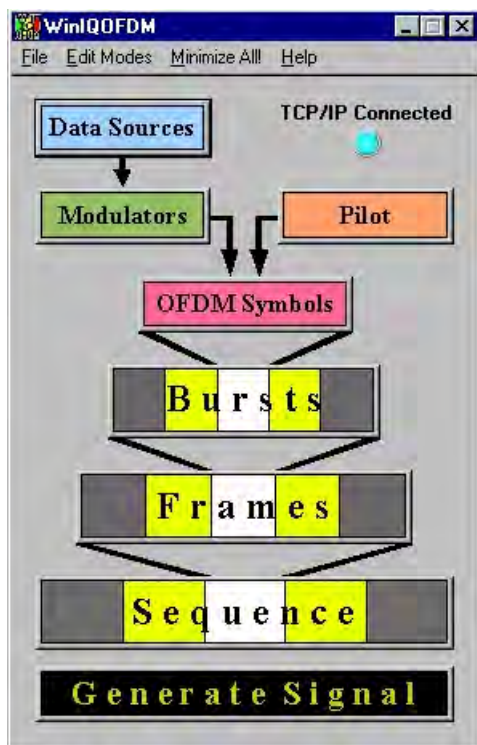 WinIQOFDM
File Edit Modes Minimize All! Help
TCP/IP Connected
Data Sources
Modulators
Pilot
OFDM Symbols
Bursts
Frames
Sequence
Generate Signal